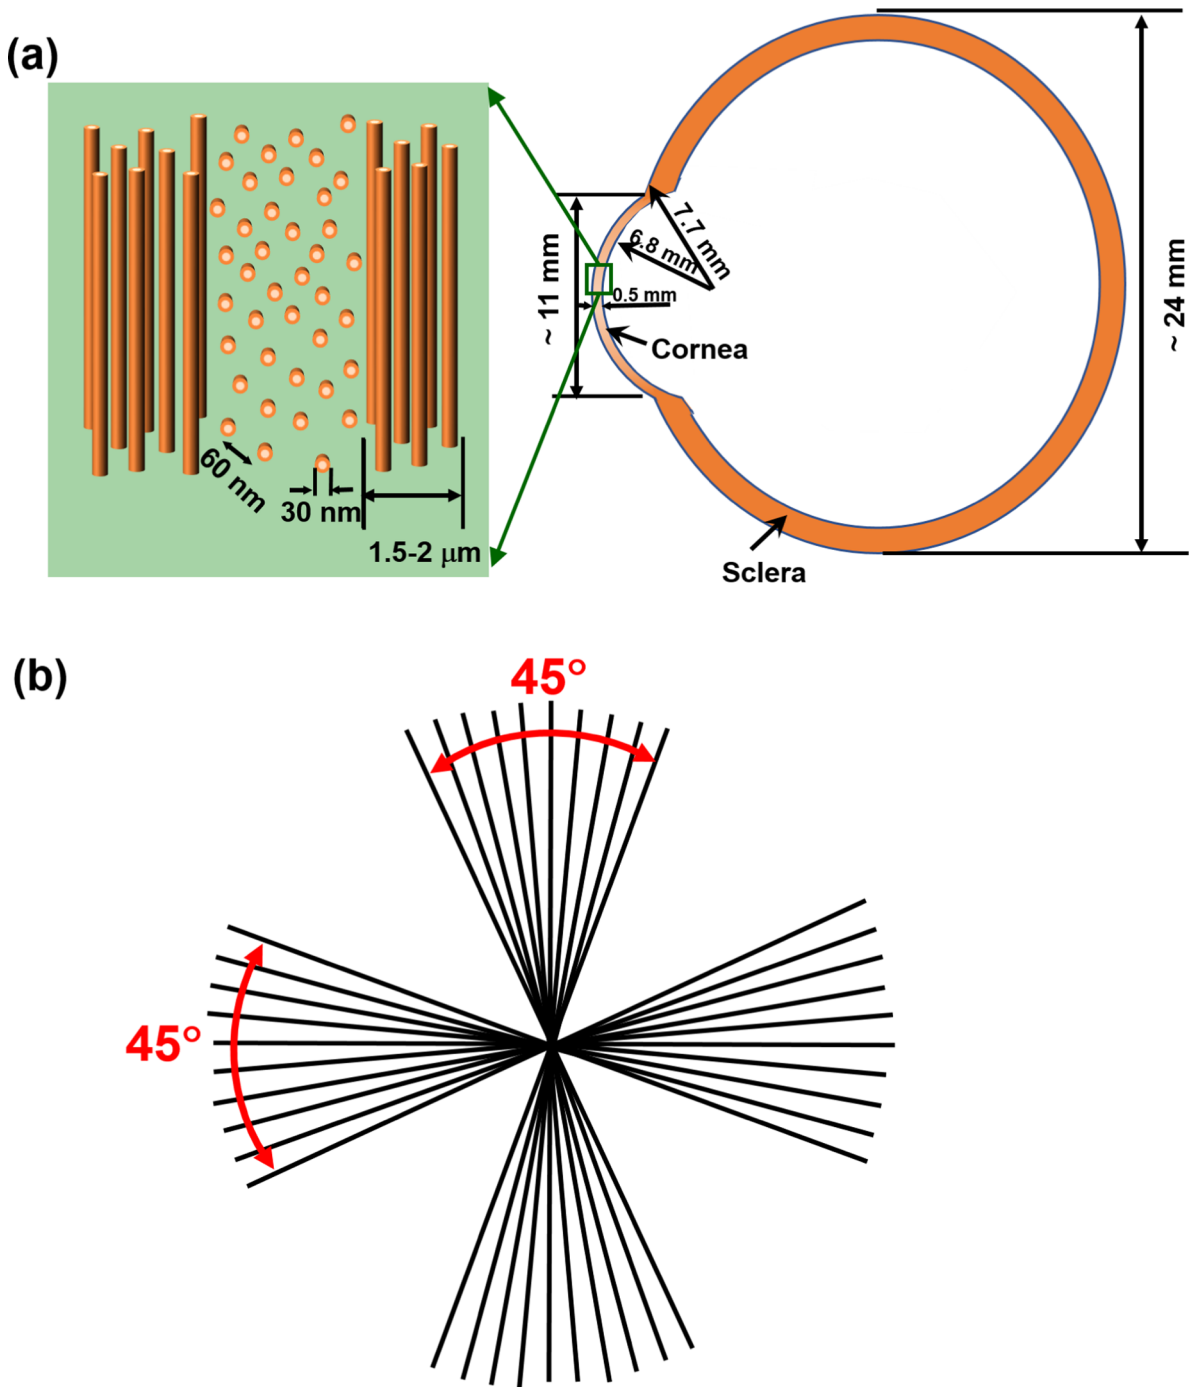 (a)
7.7 mm
6.8 mm
~ 11 mm
0.5 mm
~ 24 mm
Cornea
60 nm
30 nm
1.5-2 μm
Sclera
(b)
45°
45°